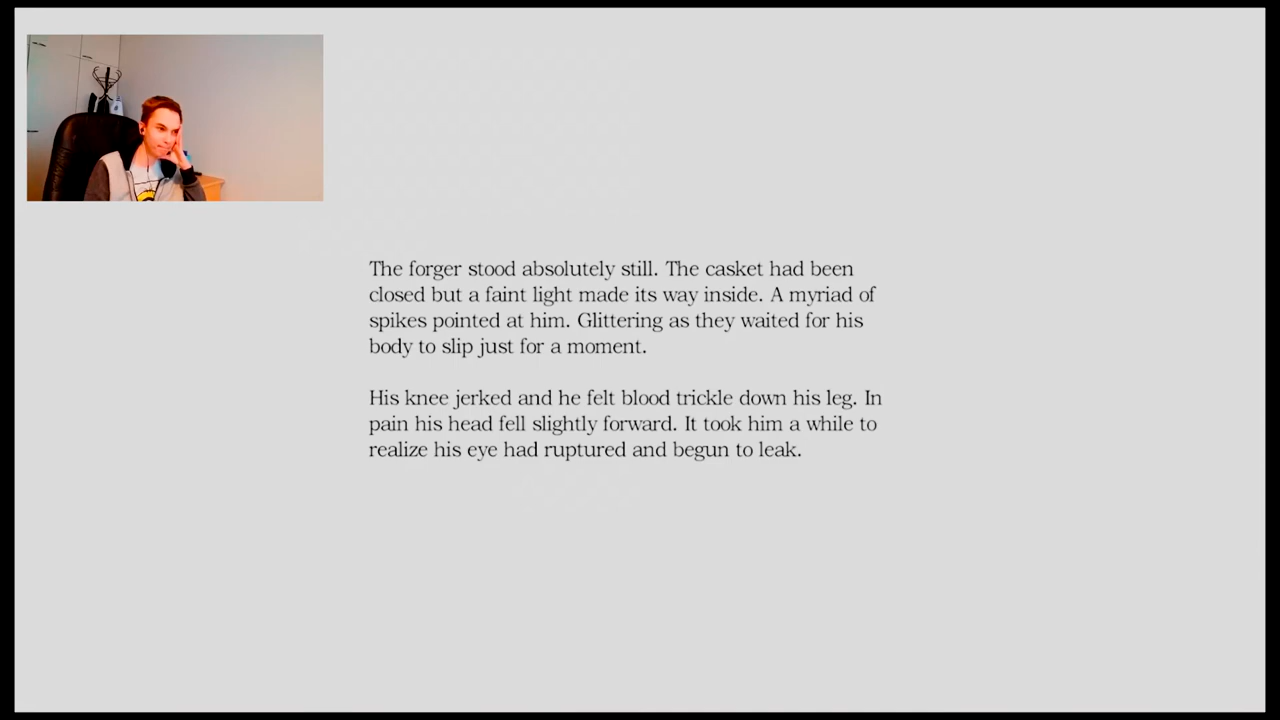 The forger stood absolutely still. The casket had been
closed but a faint light made its way inside. A myriad of
spikes pointed at him. Glittering as they waited for his
body to slip just for a moment.
His knee jerked and he felt blood trickle down his leg. In
pain his head fell slightly forward. It took him a while to
realize his eye had ruptured and begun to leak.